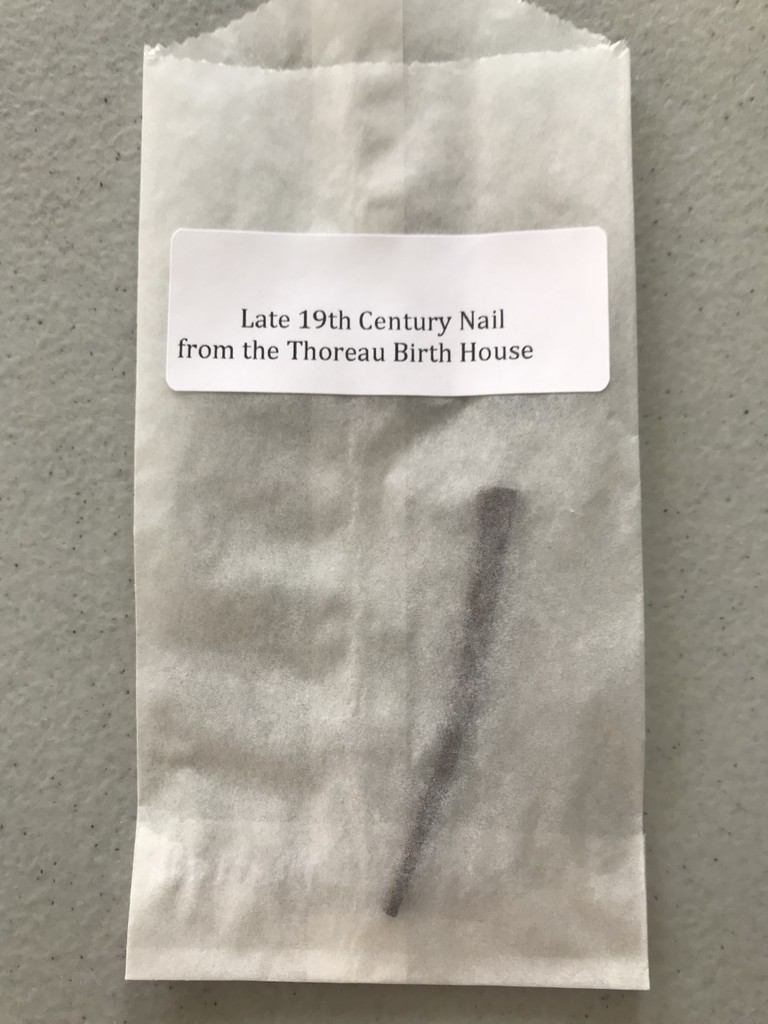 Late 19th Century Nail
from the Thoreau Birth House